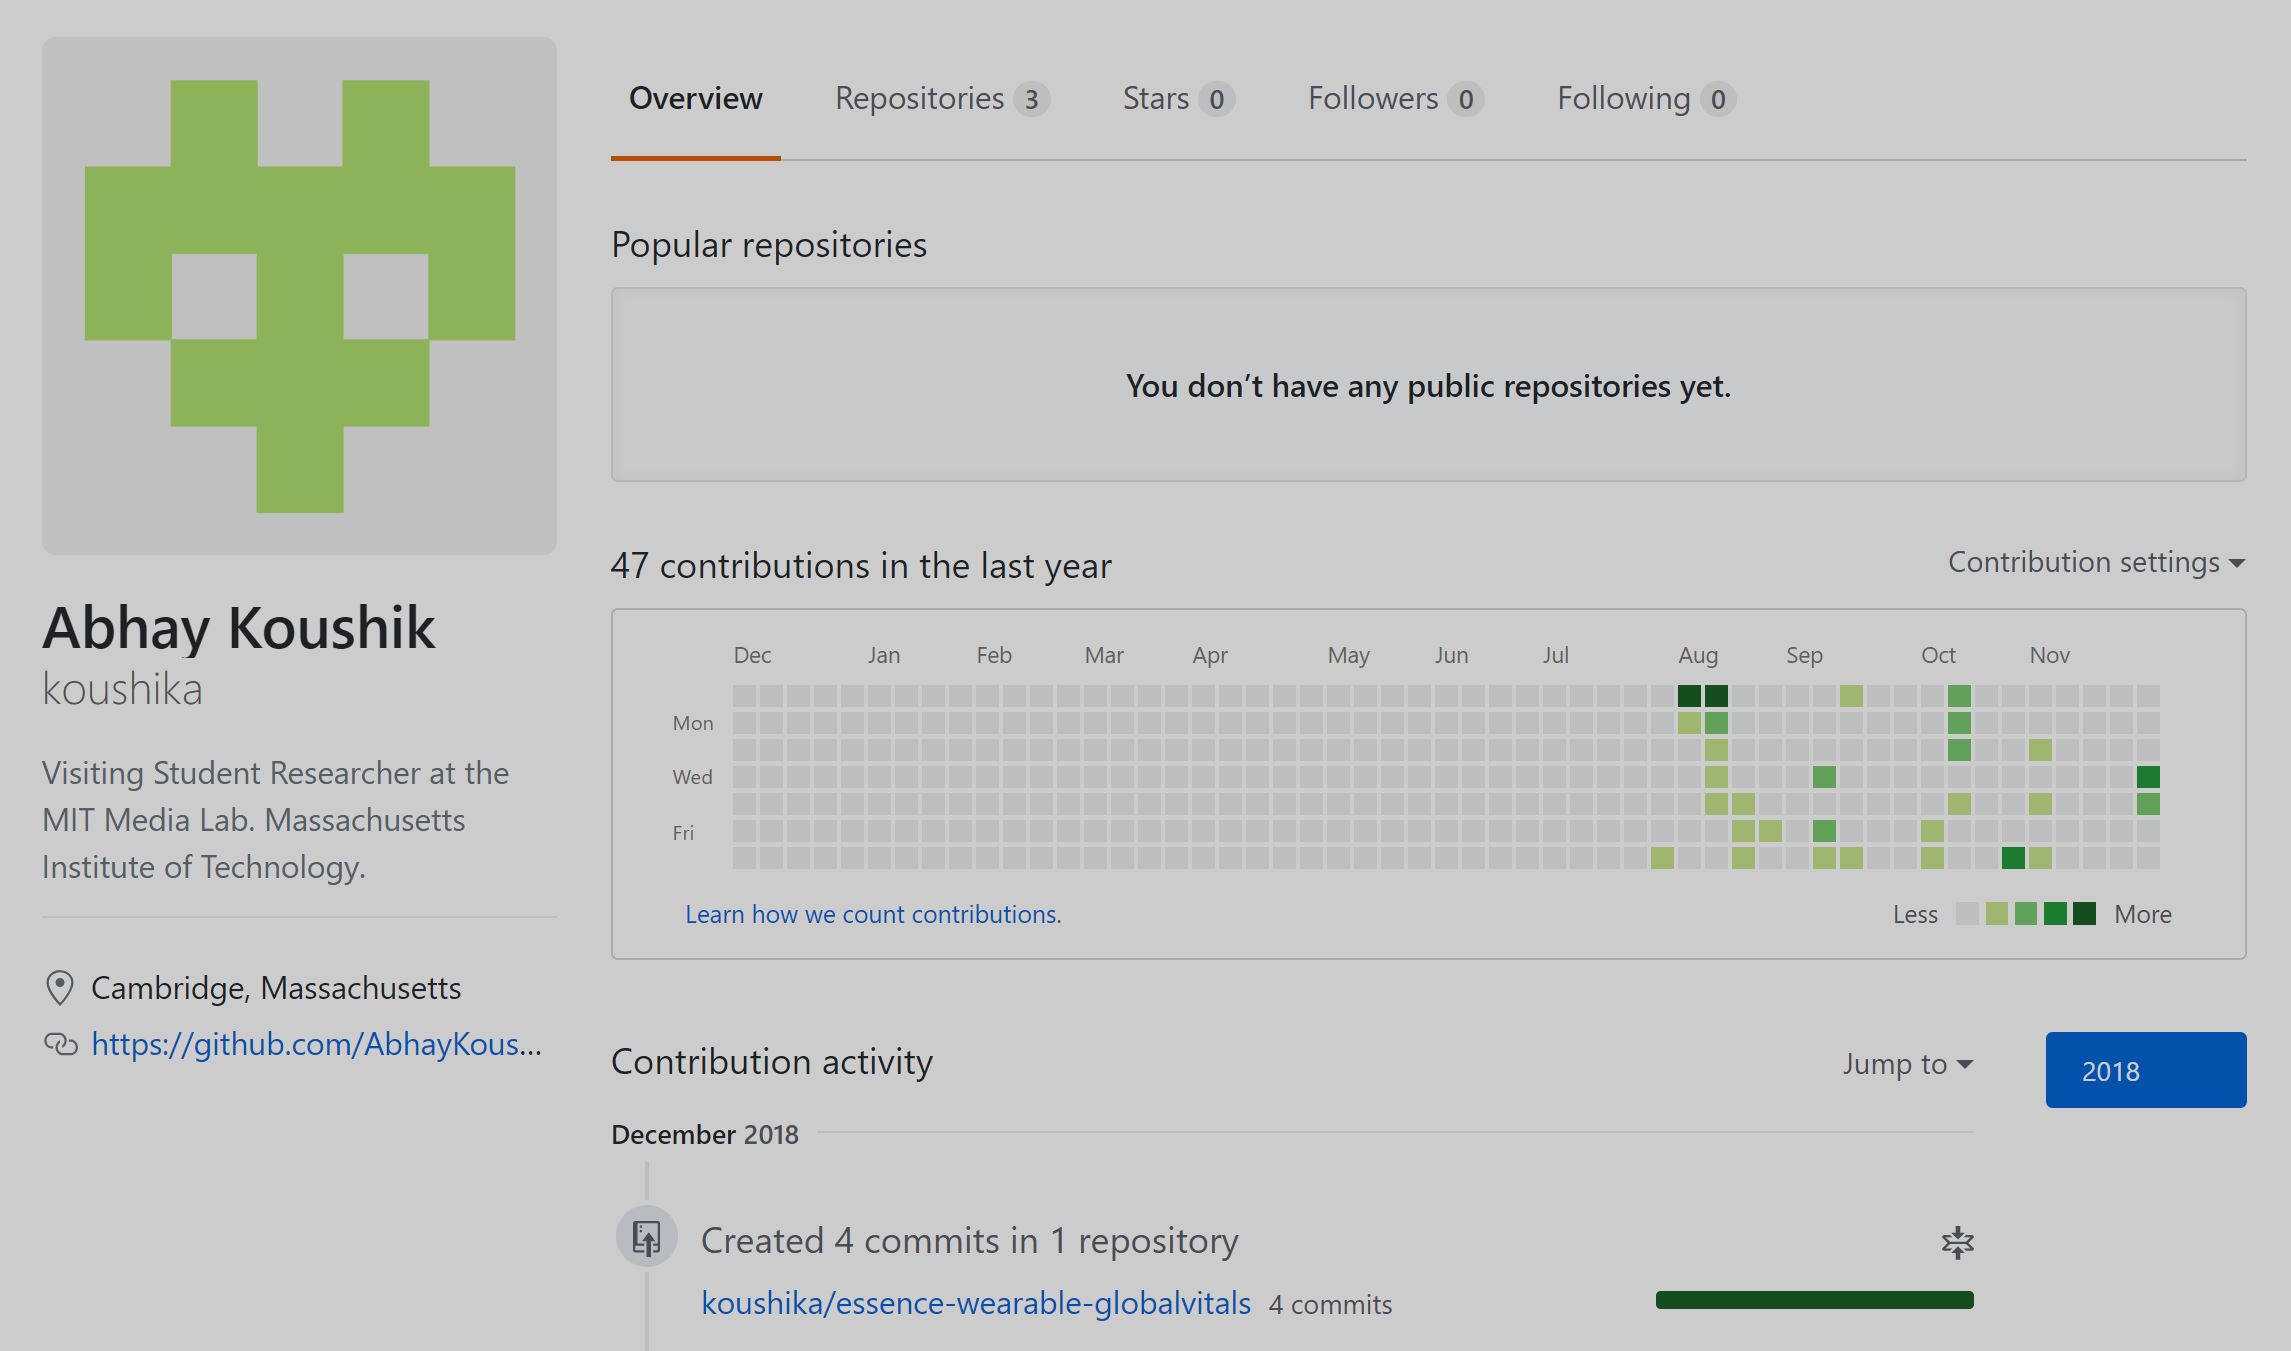 Overview
Repositories 3
Stars 0
Followers 0
Following 0
Popular repositories
You don’t have any public repositories yet.
47 contributions in the last year
Contribution settings
Dec Jan Feb Mar Apr May Jun Jul Aug Sep Oct Nov
Mon
Wed
Fri
Learn how we count contributions.
Less More
Abhay Koushik
koushika
Visiting Student Researcher at the
MIT Media Lab. Massachusetts
Institute of Technology.
Cambridge, Massachusetts
https://github.com/AbhayKous...
Contribution activity
Jump to
2018
December 2018
Created 4 commits in 1 repository
koushika/essence-wearable-globalvitals 4 commits